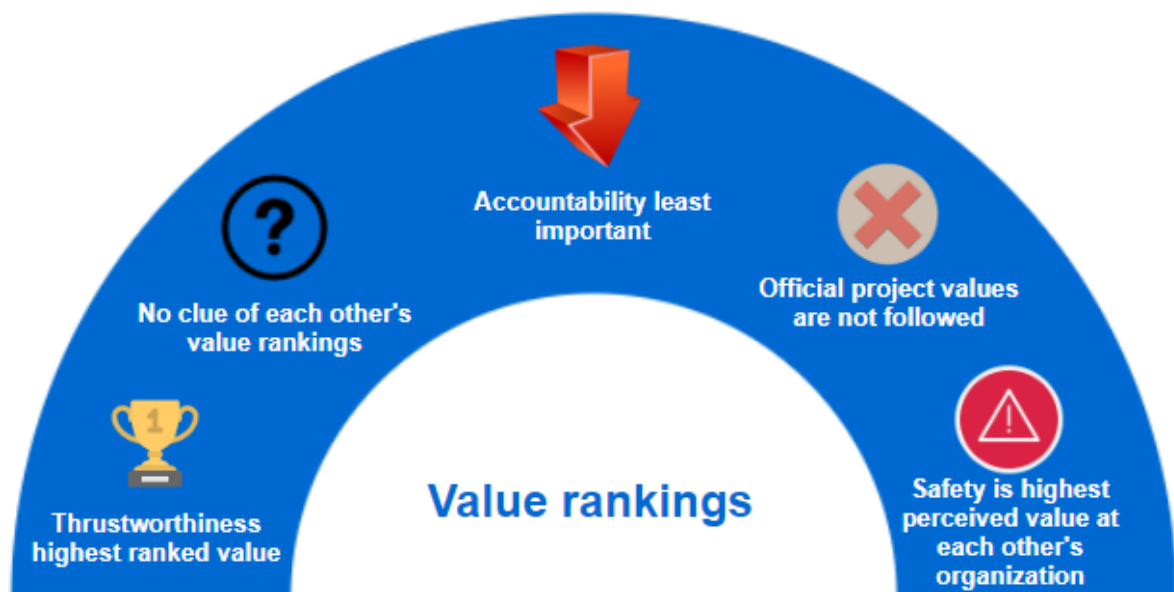 Accountability least
important
No clue of each other's
value rankings
Official project values
are not followed
1
Thrustworthiness
highest ranked value
Value rankings
Safety is highest
perceived value at
each other's
organization